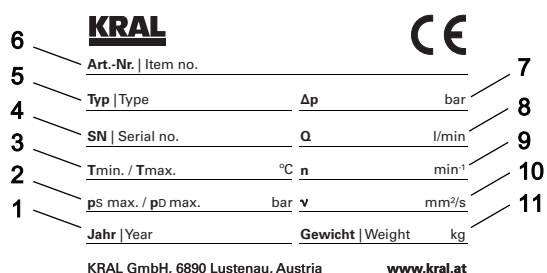 KRAL CE
6 Art.-Nr. | Item no.
5 Typ | Type Δp bar 7
4 SN | Serial no. Q l/min 8
3 Tmin. / Tmax. ºC n min-1 9
2 ps max. / pD max. bar ν mm²/s 10
1 Jahr | Year Gewicht | Weight kg 11
KRAL GmbH, 6890 Lustenau, Austria www.kral.at